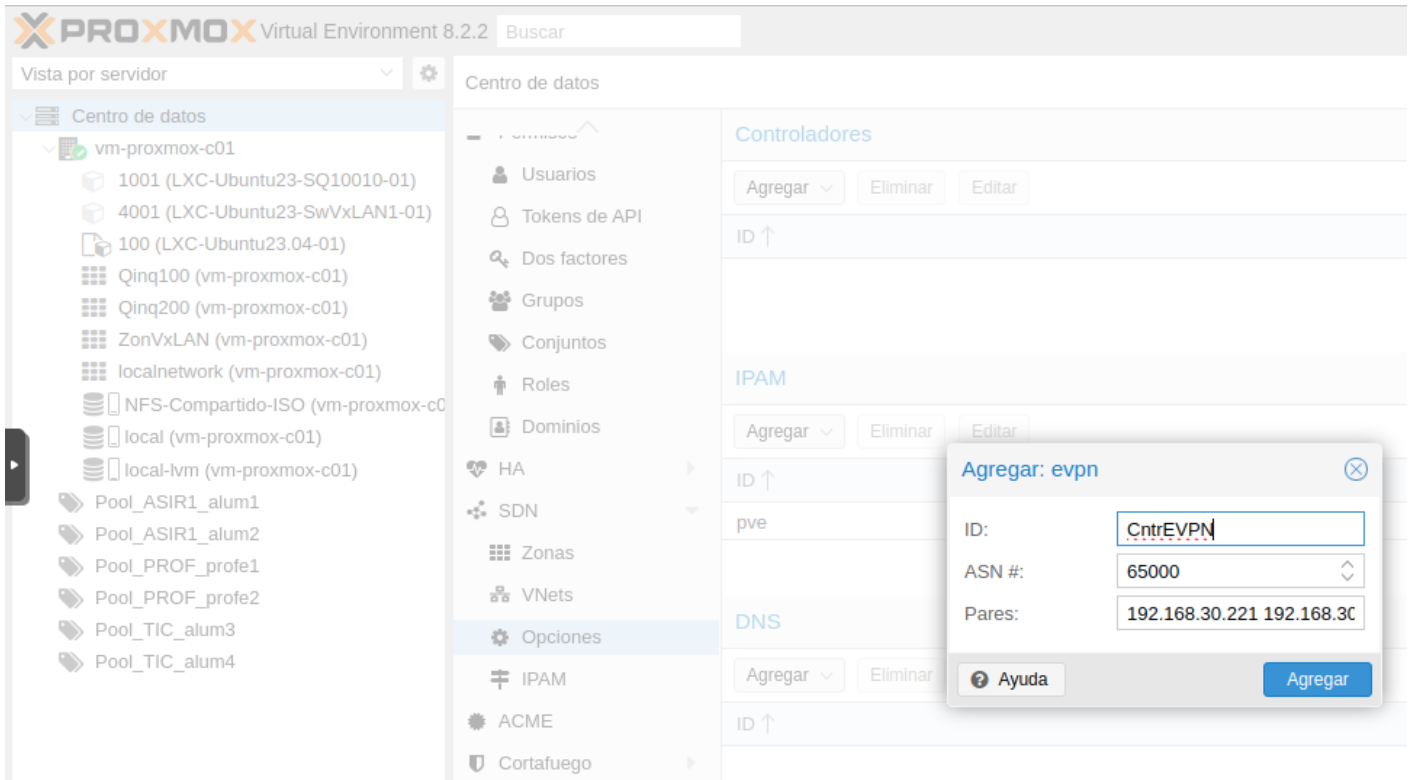 PROXMOX Virtual Environment 8.2.2 Buscar
Vista por servidor
Centro de datos
vm-proxmox-c01
1001 (LXC-Ubuntu23-SQ10010-01)
4001 (LXC-Ubuntu23-SwVxLAN1-01)
100 (LXC-Ubuntu23.04-01)
Qinq100 (vm-proxmox-c01)
Qinq200 (vm-proxmox-c01)
ZonVxLAN (vm-proxmox-c01)
localnetwork (vm-proxmox-c01)
NFS-Compartido-ISO (vm-proxmox-c0
local (vm-proxmox-c01)
local-lvm (vm-proxmox-c01)
Pool_ASIR1_alum1
Pool_ASIR1_alum2
Pool_PROF_profe1
Pool_PROF_profe2
Pool_TIC_alum3
Pool_TIC_alum4
Centro de datos
Usuarios
Tokens de API
Dos factores
Grupos
Conjuntos
Roles
Dominios
HA
SDN
Zonas
VNets
Opciones
IPAM
ACME
Cortafuego
Controladores
Agregar Eliminar Editar
ID ↑
IPAM
Agregar Eliminar Editar
ID ↑
pve
DNS
Agregar Eliminar
ID ↑
Agregar: evpn
ID: CntrEVPN
ASN #: 65000
Pares: 192.168.30.221 192.168.30
Ayuda Agregar